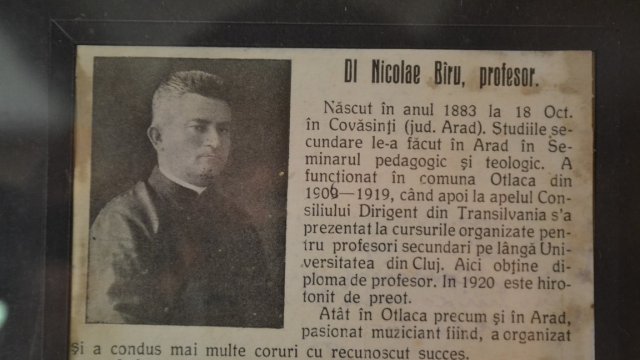 Dl Nicolae Bîru, profesor.
Născut în anul 1883 la 18 Oct.
în Covăsinți (jud. Arad). Studiile se-
cundare le-a făcut în Arad în Se-
minarul pedagogic și teologic. A
funcționat în comuna Otlaca din
1909—1919, când apoi la apelul Con-
siliului Dirigent din Transilvania s'a
prezentat la cursurile organizate pen-
tru profesori secundari pe lângă Uni-
versitatea din Cluj. Aici obține di-
ploma de profesor. In 1920 este hiro-
tonit de preot.
Atât în Otlaca precum și în Arad,
pasionat muziciant fiind, a organizat
și a condus mai multe coruri cu recunoscut succes.